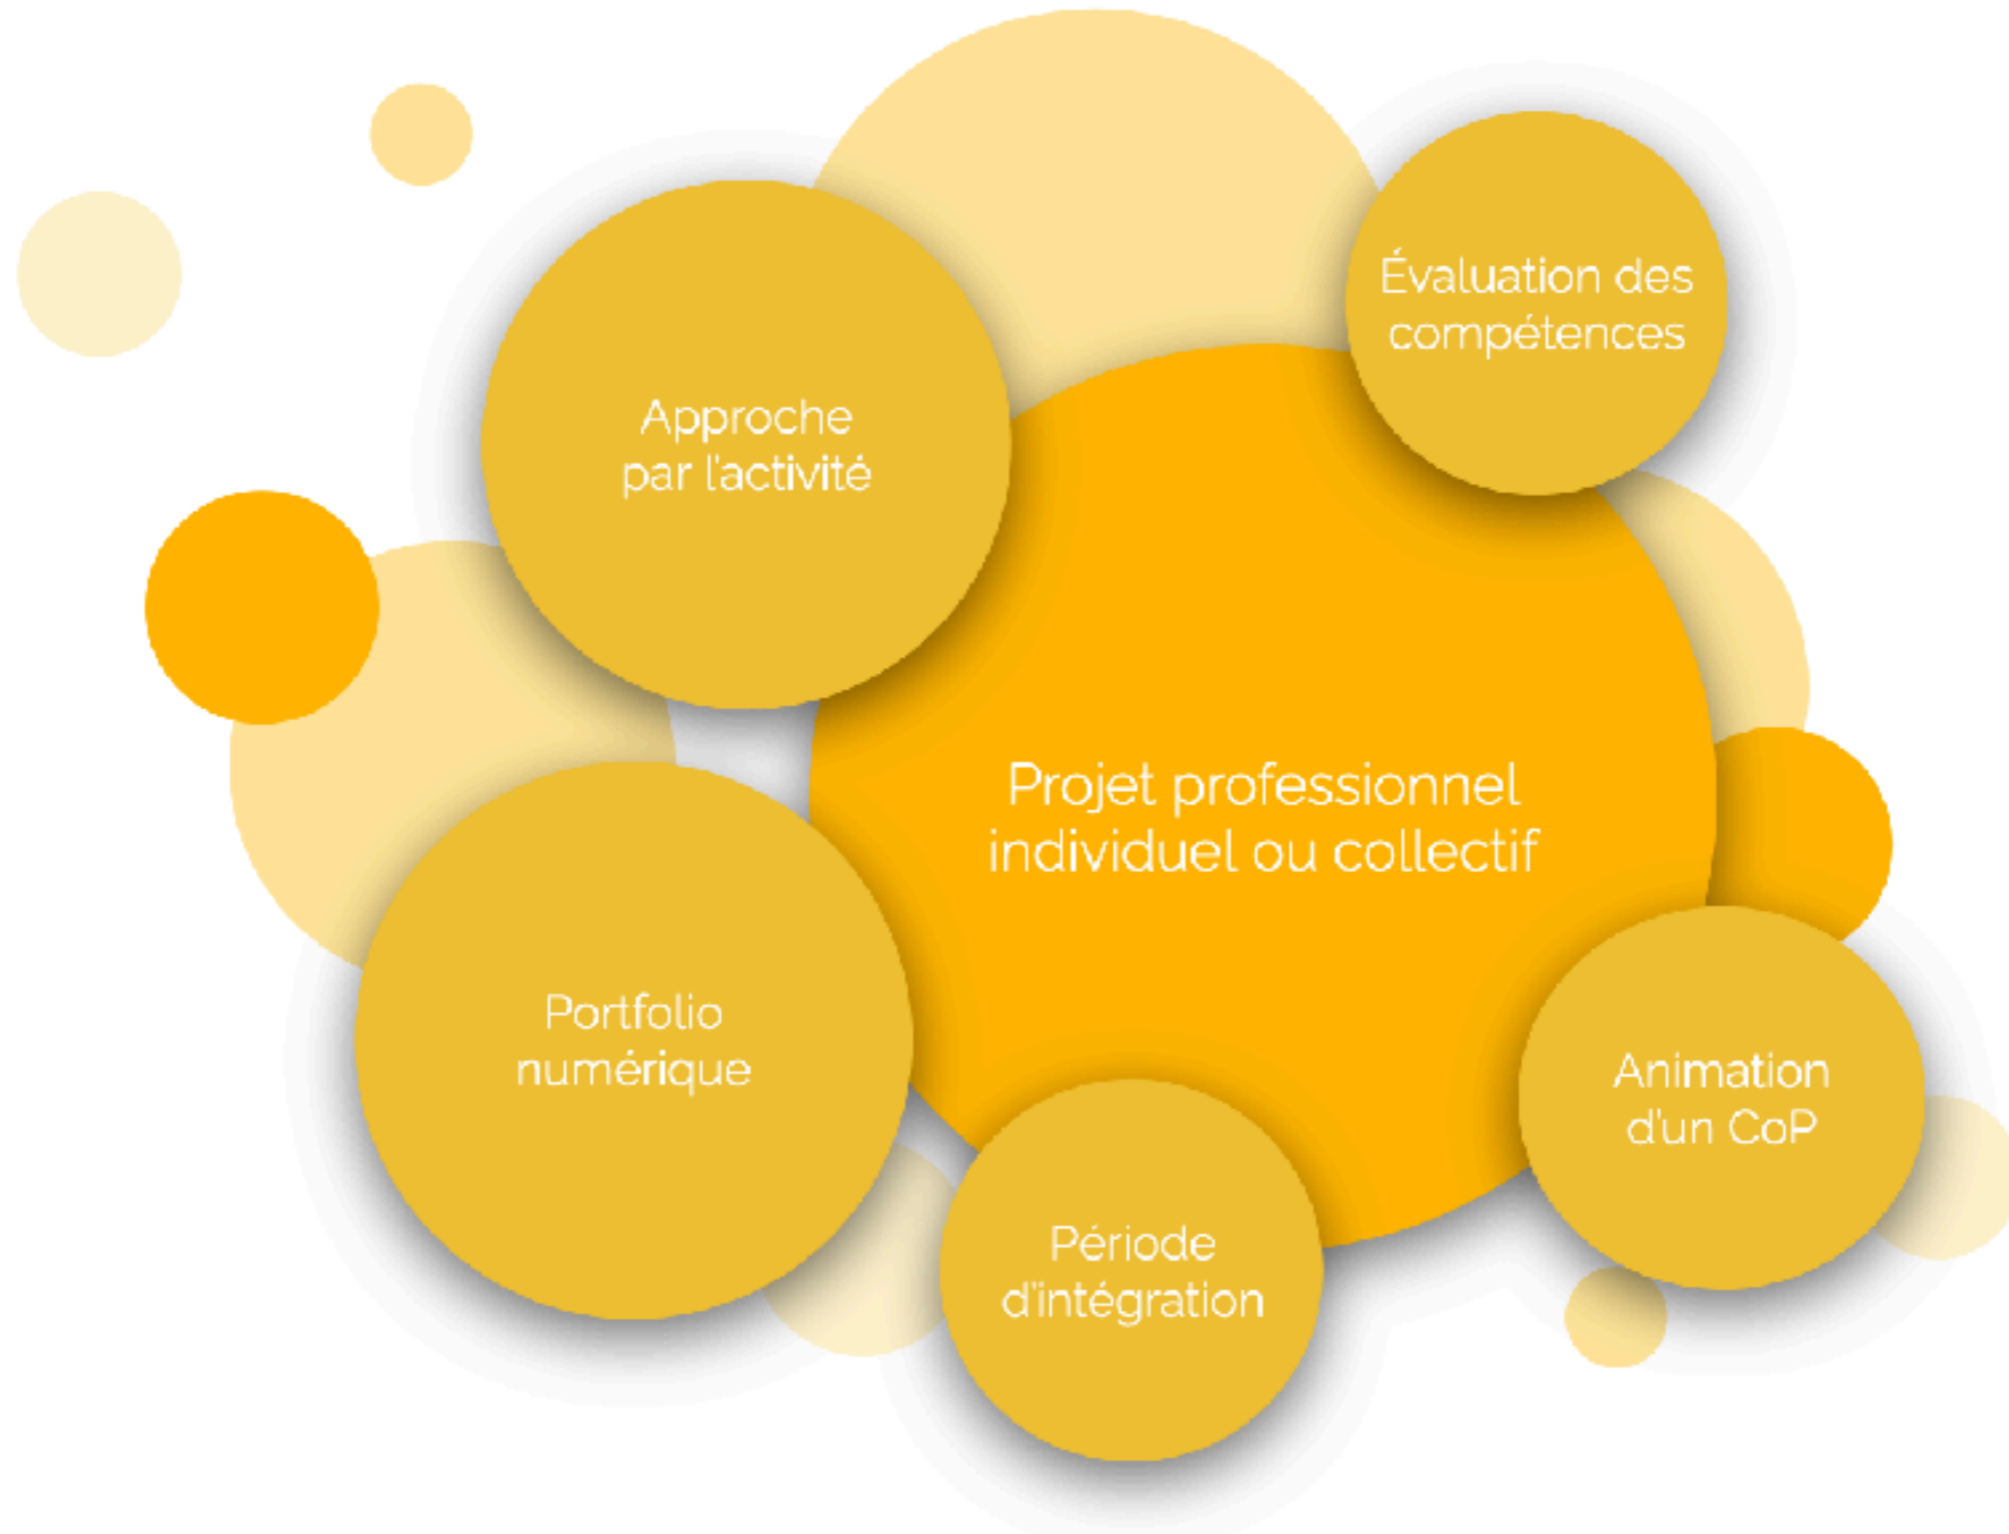 Évaluation des
compétences
Approche
par l'activité
Projet professionnel
individuel ou collectif
Portfolio
numérique
Animation
d'un CoP
Période
d'intégration